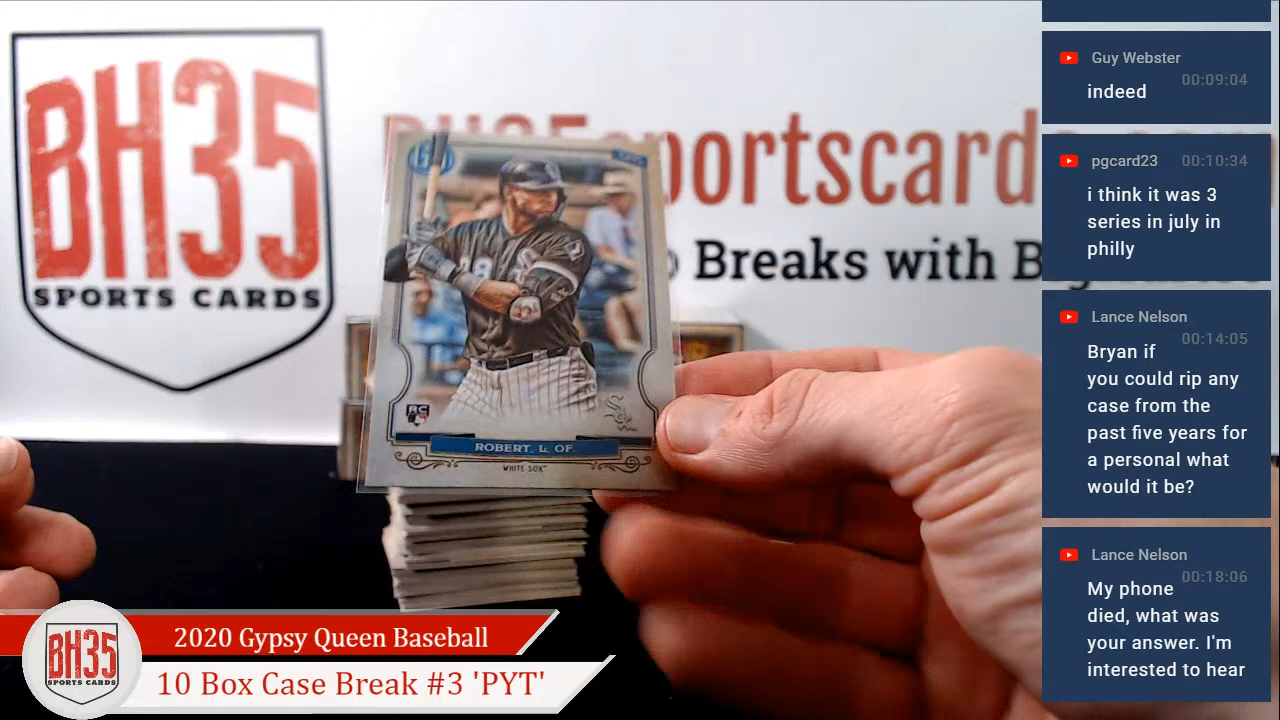 BH35
SPORTS CARDS
BH35sportscards.com
Breaks with B
RC
ROBERT, L. OF.
WHITE SOX
BH35
SPORTS CARDS
2020 Gypsy Queen Baseball
10 Box Case Break #3 'PYT'
Guy Webster
00:09:04
indeed
pgcard23 00:10:34
i think it was 3
series in july in
philly
Lance Nelson
00:14:05
Bryan if
you could rip any
case from the
past five years for
a personal what
would it be?
Lance Nelson
00:18:06
My phone
died, what was
your answer. I'm
interested to hear